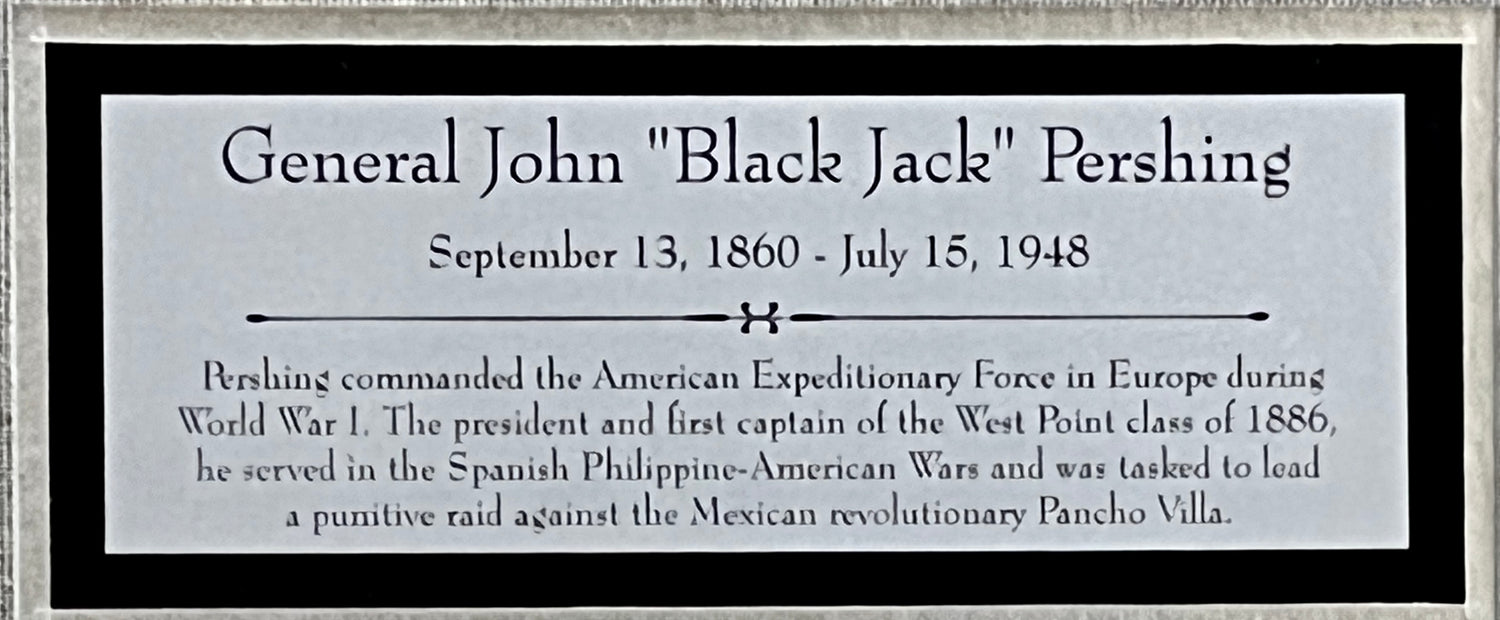 General John "Black Jack" Pershing
September 13, 1860 - July 15, 1948
Pershing commanded the American Expeditionary Force in Europe during
World War I. The president and first captain of the West Point class of 1886,
he served in the Spanish Philippine-American Wars and was tasked to lead
a punitive raid against the Mexican revolutionary Pancho Villa.